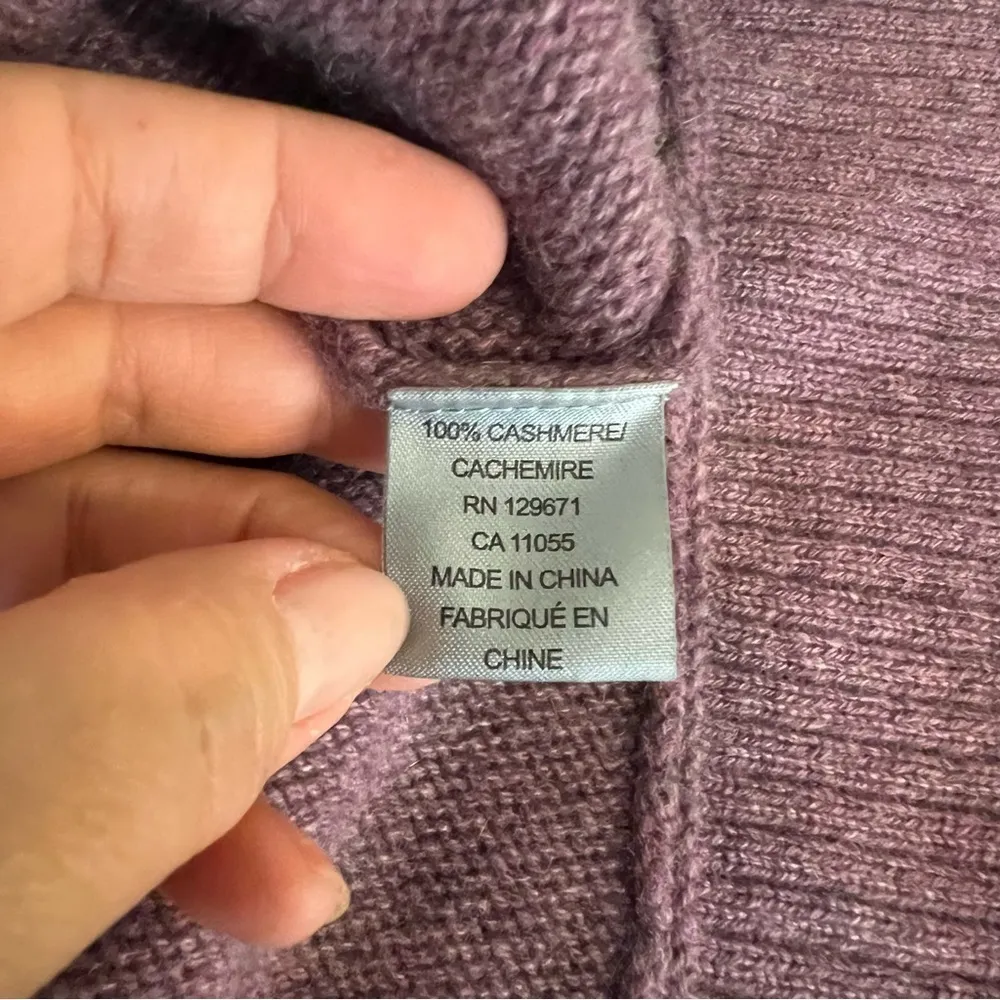 100% CASHMERE/
CACHEMIRE
RN 129671
CA 11055
MADE IN CHINA
FABRIQUÉ EN
CHINE